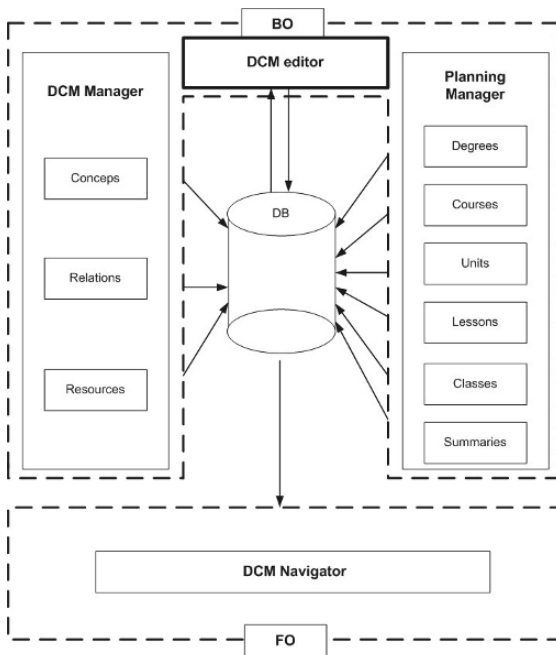 BO
DCM editor
DCM Manager
Conceps
Relations
Resources
DB
Planning
Manager
Degrees
Courses
Units
Lessons
Classes
Summaries
DCM Navigator
FO